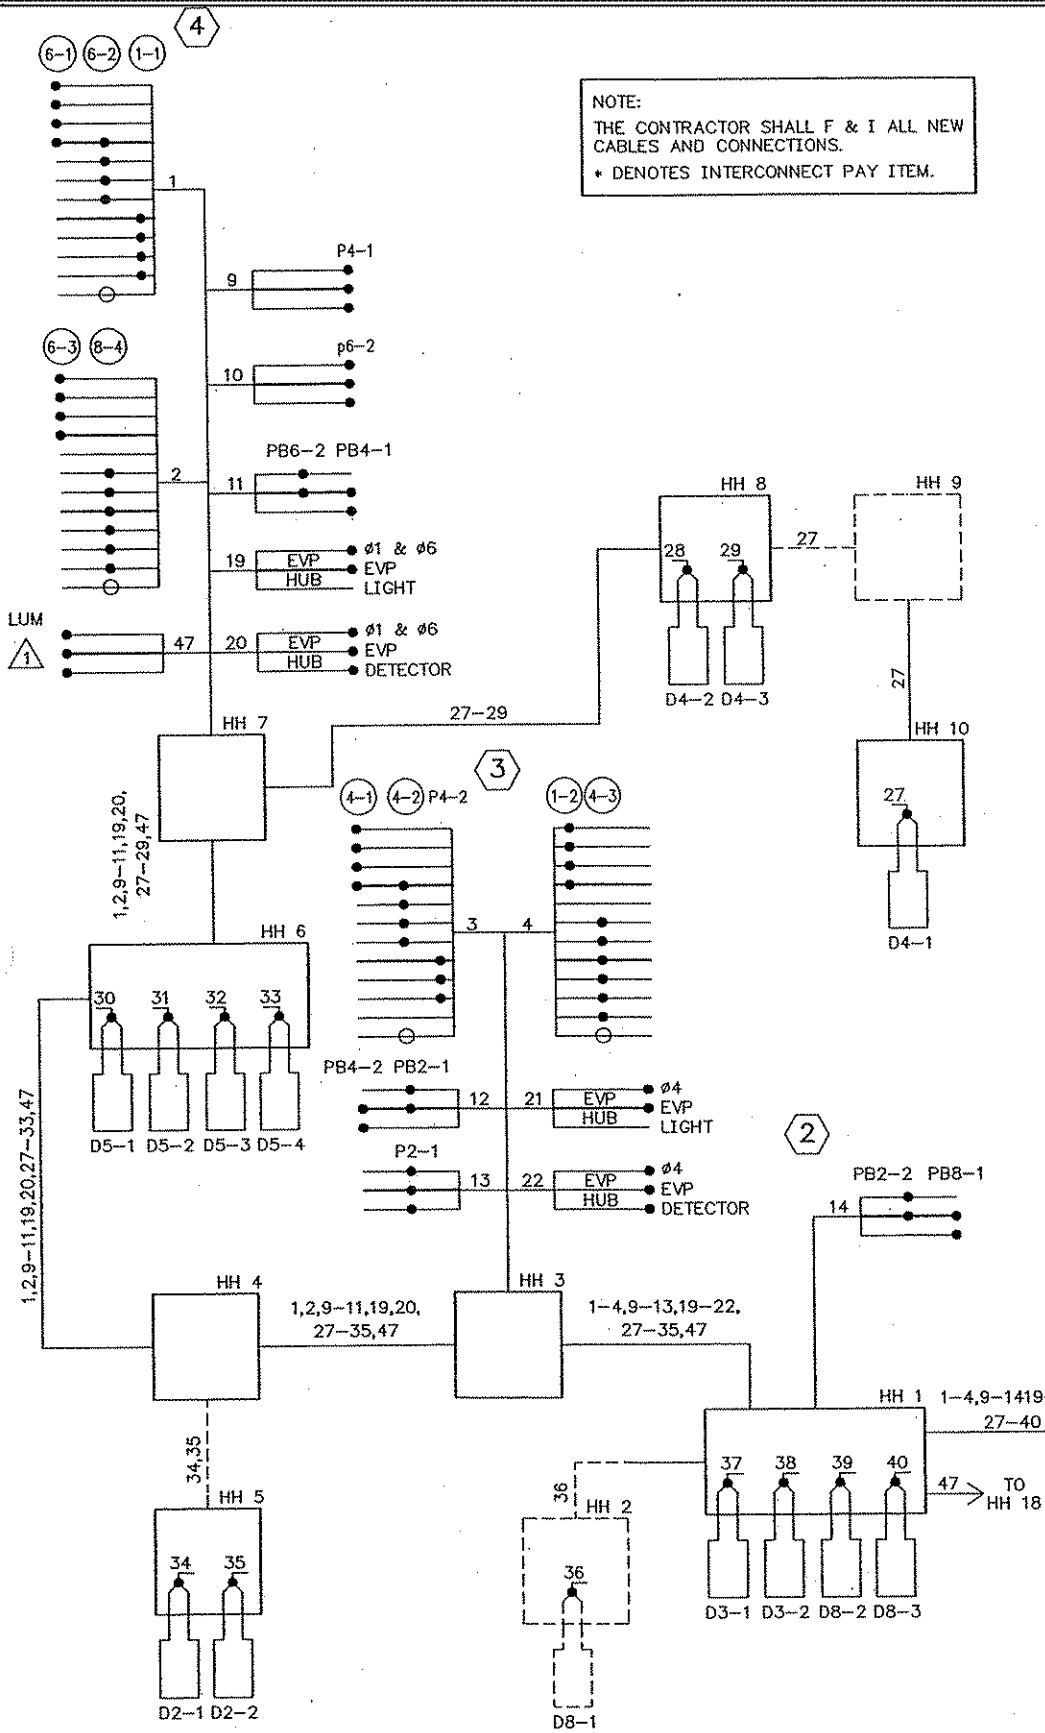 4
6-1 6-2 1-1
NOTE:
THE CONTRACTOR SHALL F & I ALL NEW
CABLES AND CONNECTIONS.
* DENOTES INTERCONNECT PAY ITEM.
1
P4-1
9
6-3 8-4
p6-2
10
PB6-2 PB4-1
2
11
HH 8
HH 9
19 EVP HUB
ø1 & ø6
EVP
LIGHT
28 29
27
LUM
1
47
20 EVP HUB
ø1 & ø6
EVP
DETECTOR
D4-2 D4-3
27
27-29
HH 7
HH 10
3
4-1 4-2 P4-2
1-2 4-3
27
1,2,9-11,19,20,
27-29,47
D4-1
3 4
HH 6
30 31 32 33
PB4-2 PB2-1
12
21 EVP HUB
ø4
EVP
LIGHT
D5-1 D5-2 D5-3 D5-4
2
P2-1
13
22 EVP HUB
ø4
EVP
DETECTOR
PB2-2 PB8-1
14
1,2,9-11,19,20,27-33,47
HH 4
HH 3
1,2,9-11,19,20,
27-35,47
1-4,9-13,19-22,
27-35,47
HH 1
1-4,9-1419-
27-40
34,35
37 38 39 40
47
TO
HH 18
36
HH 5
HH 2
34 35
36
D3-1 D3-2 D8-2 D8-3
D2-1 D2-2
D8-1